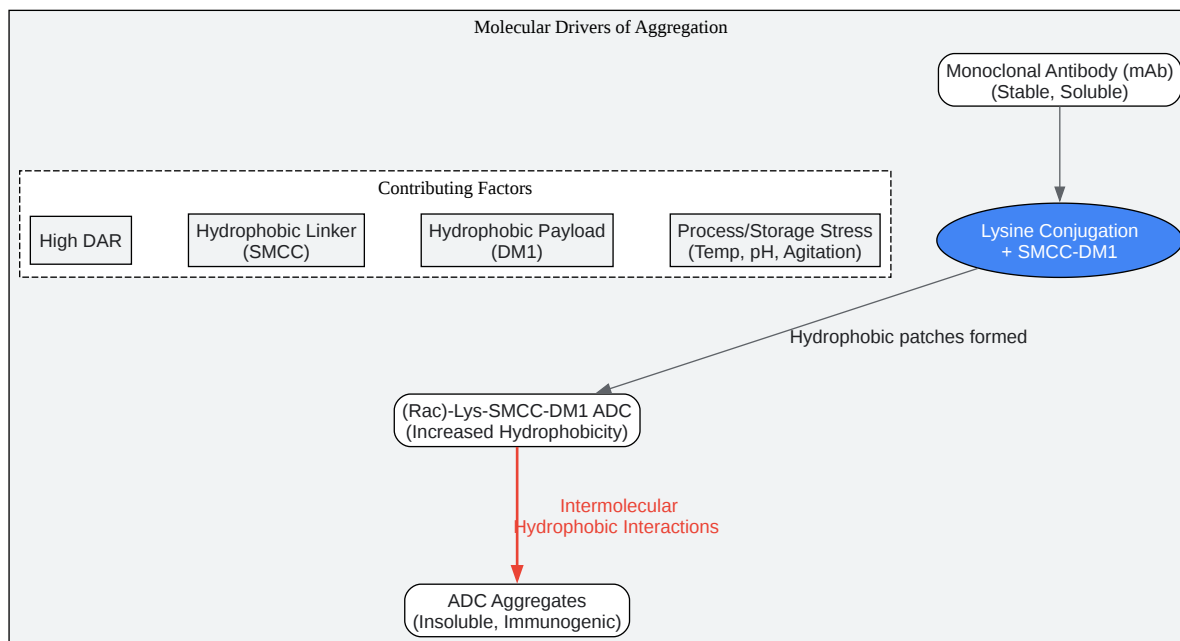 Molecular Drivers of Aggregation
Monoclonal Antibody (mAb)
(Stable, Soluble)
Contributing Factors
High DAR
Hydrophobic Linker
(SMCC)
Hydrophobic Payload
(DM1)
Process/Storage Stress
(Temp, pH, Agitation)
Lysine Conjugation
+ SMCC-DM1
Hydrophobic patches formed
(Rac)-Lys-SMCC-DM1 ADC
(Increased Hydrophobicity)
Intermolecular
Hydrophobic Interactions
ADC Aggregates
(Insoluble, Immunogenic)